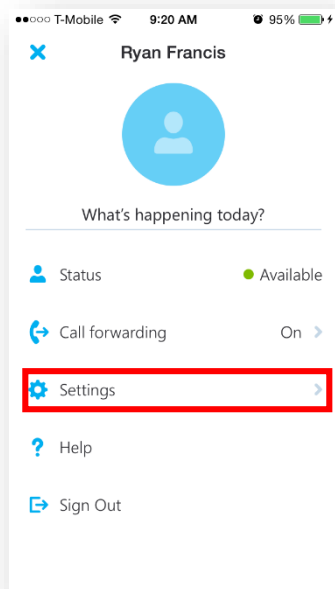 T-Mobile 9:20 AM 95%
Ryan Francis
What's happening today?
Status Available
Call forwarding On
Settings
Help
Sign Out